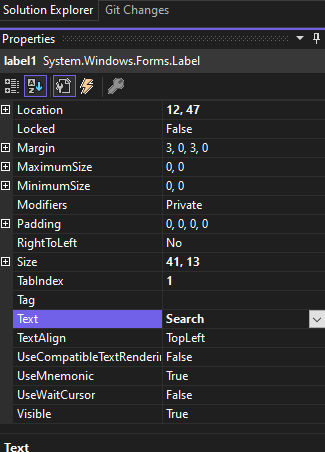 Solution Explorer Git Changes
Properties
label1 System.Windows.Forms.Label
Location 12, 47
Locked False
Margin 3, 0, 3, 0
MaximumSize 0, 0
MinimumSize 0, 0
Modifiers Private
Padding 0, 0, 0, 0
RightToLeft No
Size 41, 13
TabIndex 1
Tag
Text Search
TextAlign TopLeft
UseCompatibleTextRenderin False
UseMnemonic True
UseWaitCursor False
Visible True
Text